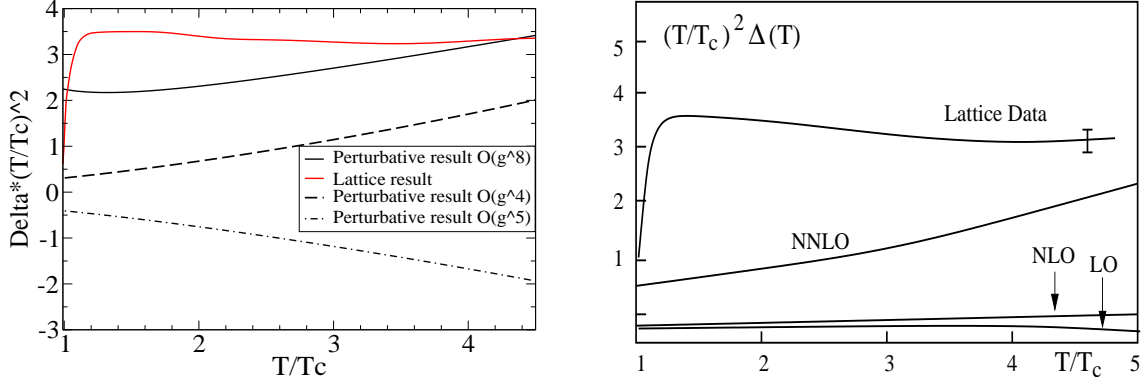 4
3
2
1
0
-1
-2
-3
Delta*(T/Tc)^2
Perturbative result O(g^8)
Lattice result
Perturbative result O(g^4)
Perturbative result O(g^5)
1
2
3
4
T/Tc
(T/T_c)^2 Δ(T)
5
4
3
2
1
Lattice Data
NNLO
NLO
LO
1
2
3
4
T/T_c
5